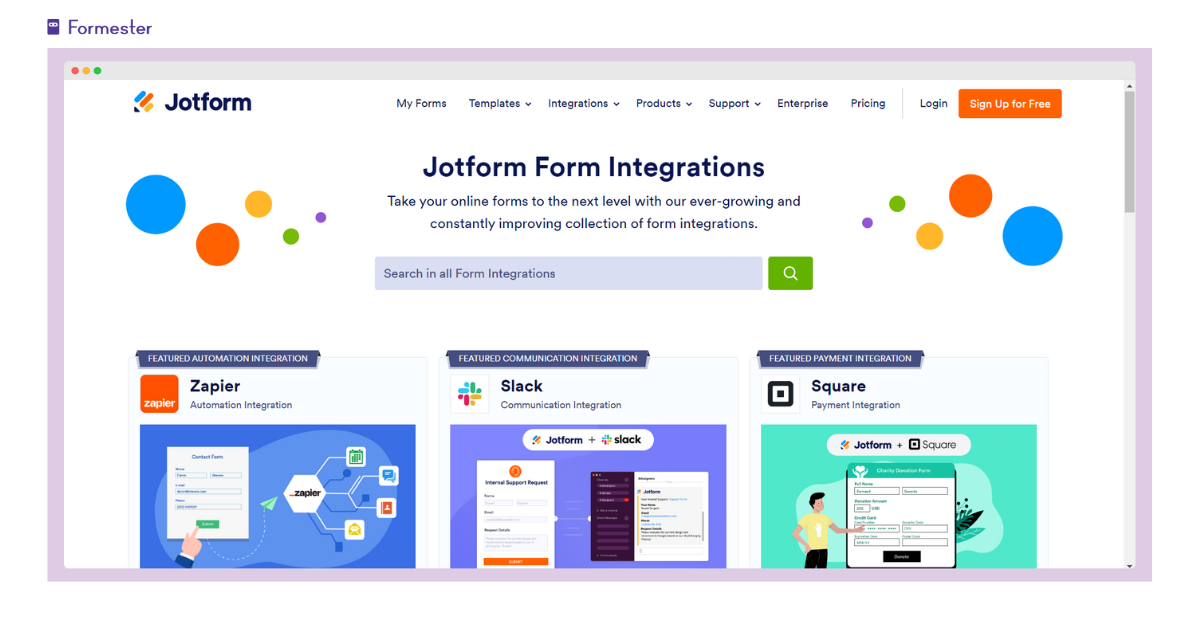 Formester
Jotform
My Forms Templates Integrations Products Support Enterprise Pricing Login Sign Up for Free
Jotform Form Integrations
Take your online forms to the next level with our ever-growing and
constantly improving collection of form integrations.
Search in all Form Integrations
FEATURED AUTOMATION INTEGRATION
zapier
Zapier
Automation Integration
Contact Form
Name
E-mail
Phone
Submit
zapier
FEATURED COMMUNICATION INTEGRATION
Slack
Communication Integration
Jotform + slack
Internal Support Request
Name
Email
Request Details
SUBMIT
Jotform
FEATURED PAYMENT INTEGRATION
Square
Payment Integration
Jotform + Square
Charity Donation Form
Full Name
Donation Amount
USD
Credit Card
Donate